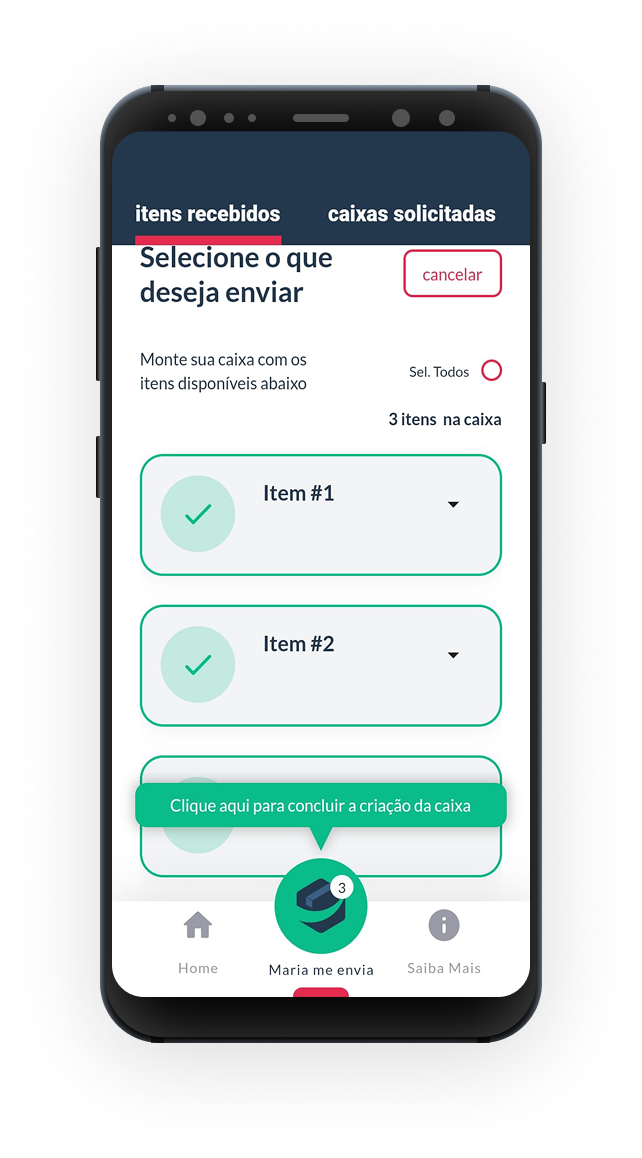 itens recebidos
caixas solicitadas
Selecione o que
deseja enviar
cancelar
Monte sua caixa com os
itens disponíveis abaixo
Sel. Todos
3 itens na caixa
Item #1
Item #2
Clique aqui para concluir a criação da caixa
3
Home
Maria me envia
Saiba Mais